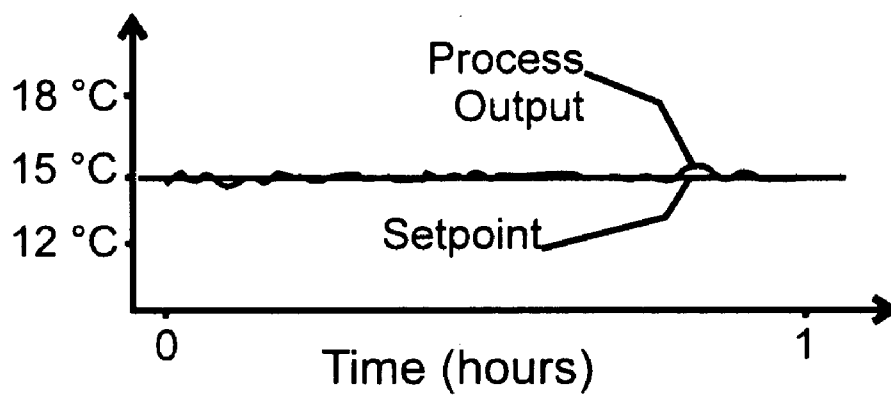 Process
Output
18 °C
15 °C
12 °C
Setpoint
0
1
Time (hours)